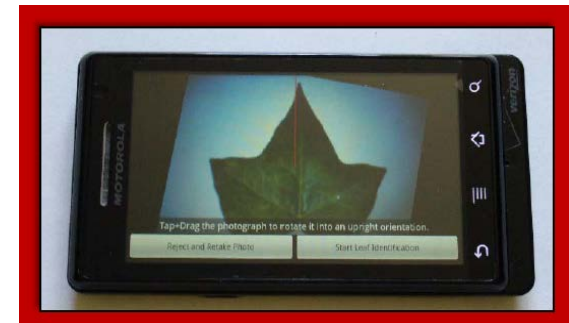 MOTOROLA
verizon
Tap+Drag the photograph to rotate it into an upright orientation.
Reject and Retake Photo
Start Leaf Identification